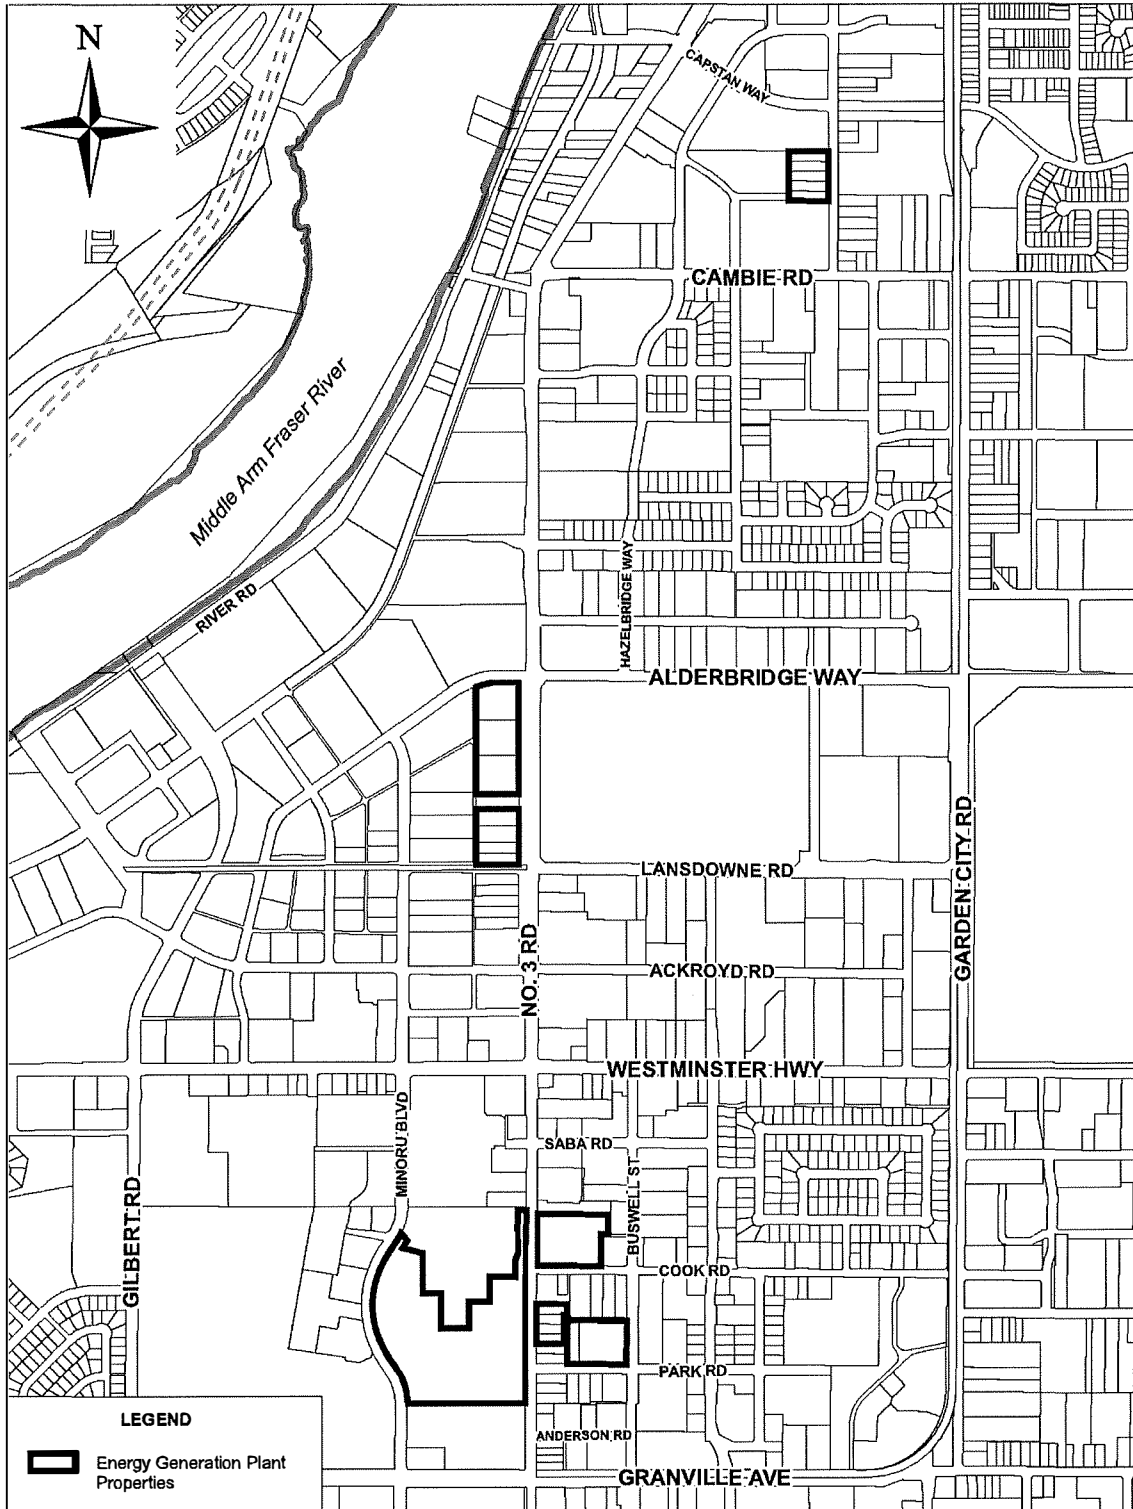 N
CAPSTAN WAY
CAMBIE RD
Middle Arm Fraser River
RIVER RD
HAZELBRIDGE WAY
ALDERBRIDGE WAY
GARDEN CITY RD
LANSDOWNE RD
NO. 3 RD
ACKROYD RD
WESTMINSTER HWY
MINORU BLVD
SABA RD
BUSWELL ST
GILBERT RD
COOK RD
PARK RD
LEGEND
ANDERSON RD
Energy Generation Plant
Properties
GRANVILLE AVE